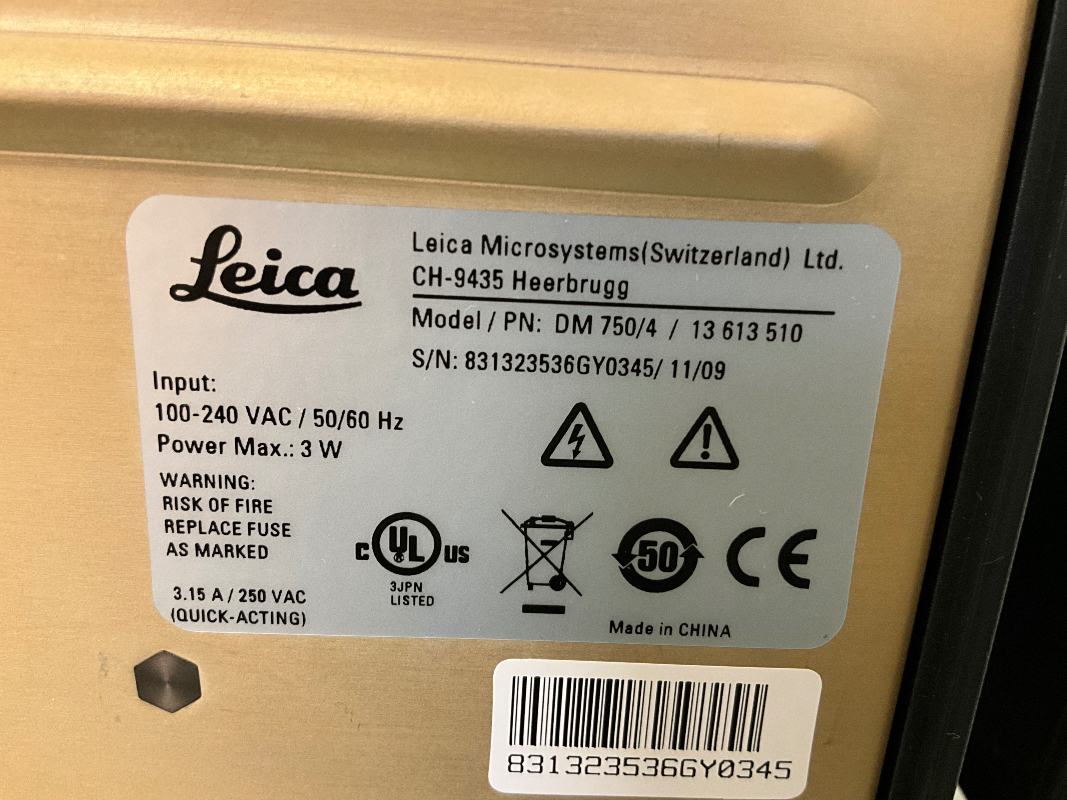 Leica
Leica Microsystems(Switzerland) Ltd.
CH-9435 Heerbrugg
Model / PN: DM 750/4 / 13 613 510
S/N: 831323536GY0345/ 11/09
Input:
100-240 VAC / 50/60 Hz
Power Max.: 3 W
WARNING:
RISK OF FIRE
REPLACE FUSE
AS MARKED
3.15 A / 250 VAC
(QUICK-ACTING)
C UL® US
3JPN
LISTED
50
CE
Made in CHINA
831323536GY0345